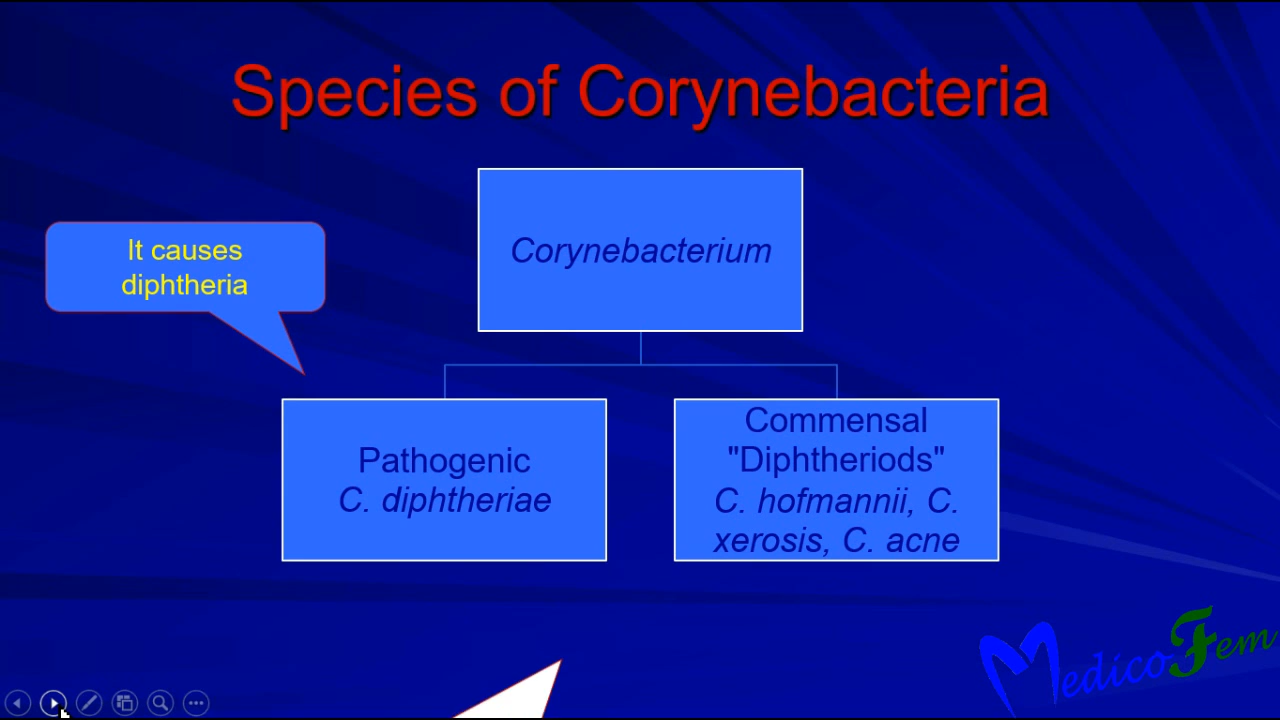 Species of Corynebacteria
Corynebacterium
It causes
diphtheria
Pathogenic
C. diphtheriae
Commensal
"Diphtheriods"
C. hofmannii, C.
xerosis, C. acne
MedicoFem